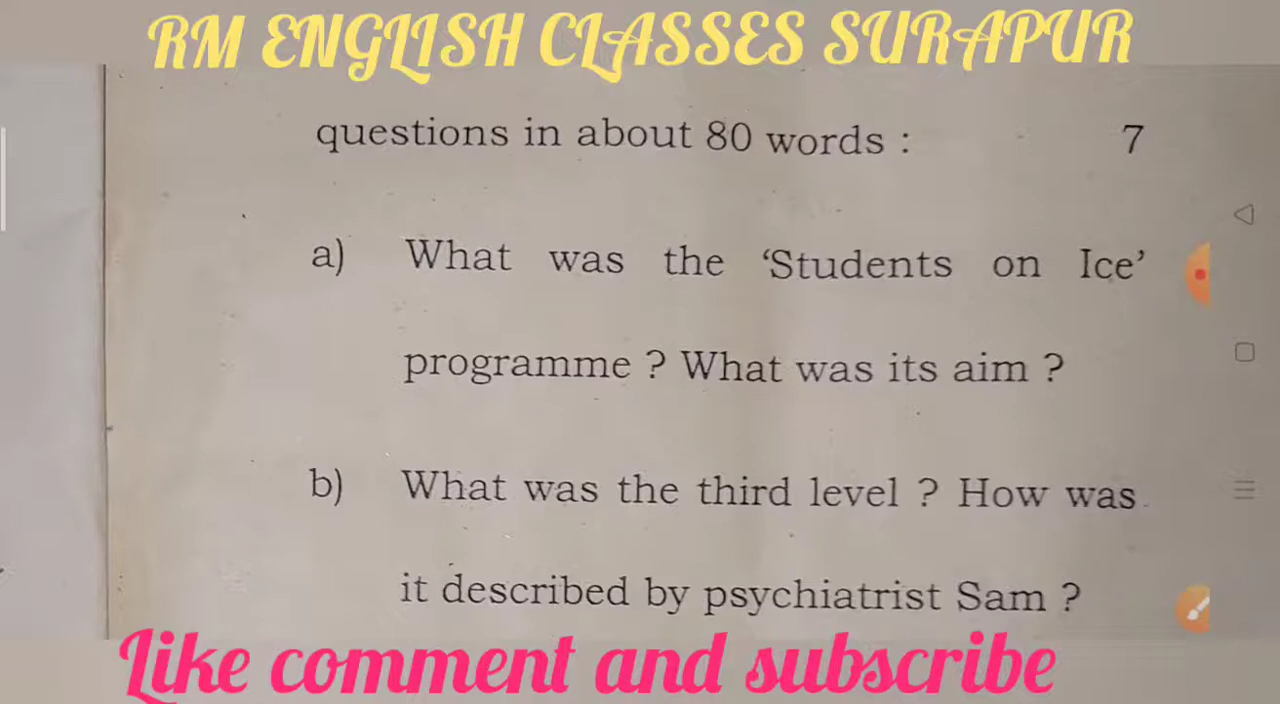 RM ENGLISH CLASSES SURAPUR
questions in about 80 words : 7
a) What was the ‘Students on Ice’
programme ? What was its aim ?
b) What was the third level ? How was
it described by psychiatrist Sam ?
Like comment and subscribe